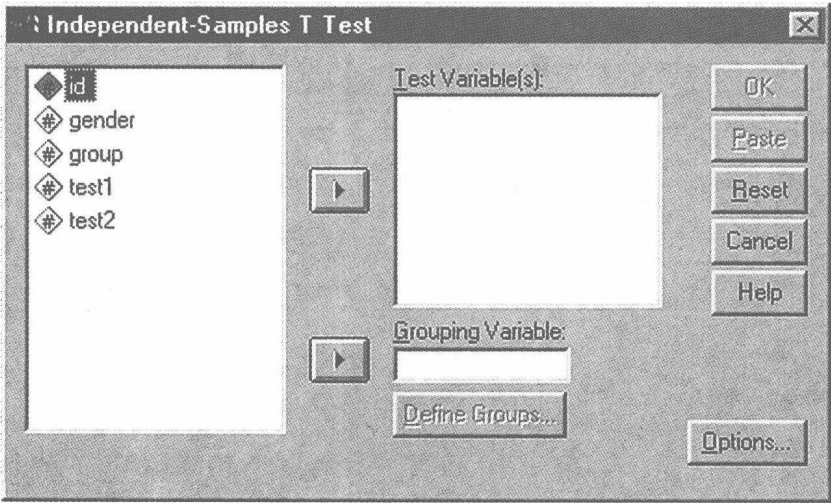 Independent-Samples T Test
id
gender
group
test1
test2
Test Variable(s):
Grouping Variable:
Define Groups...
OK
Paste
Reset
Cancel
Help
Options...